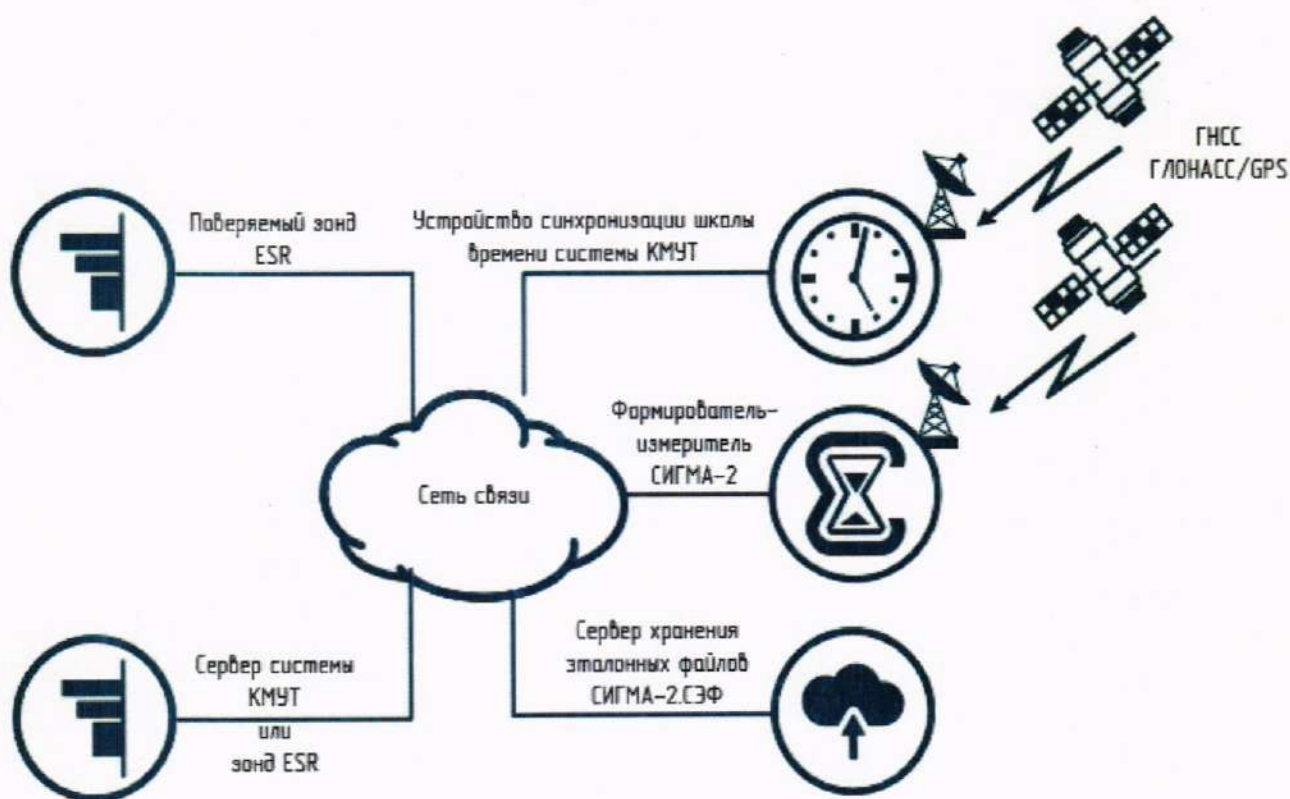 ГНСС
ГЛОНАСС/GPS
Поверяемый зонд
ESR
Устройство синхронизации шкалы
времени системы КМУТ
Формирователь-
измеритель
СИГМА-2
Сеть связи
Сервер системы
КМУТ
или
зонд ESR
Сервер хранения
эталонных файлов
СИГМА-2.СЭФ